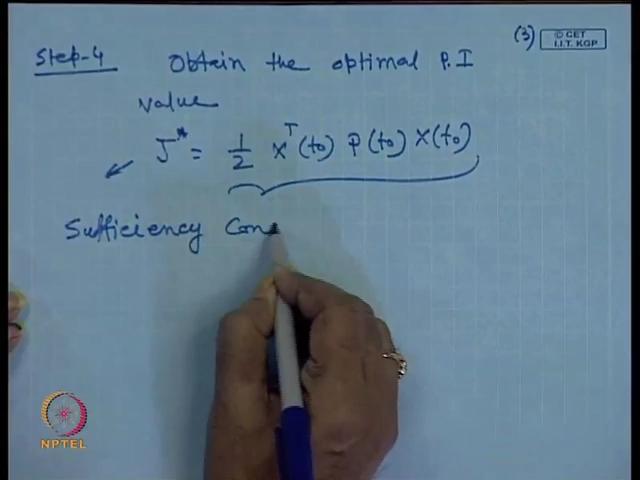 (3) © CET
I.I.T. KGP
Step-4 Obtain the optimal P.I
Value
J* = 1/2 X^T(t0) P(t0) X(t0)
Sufficiency Con
NPTEL